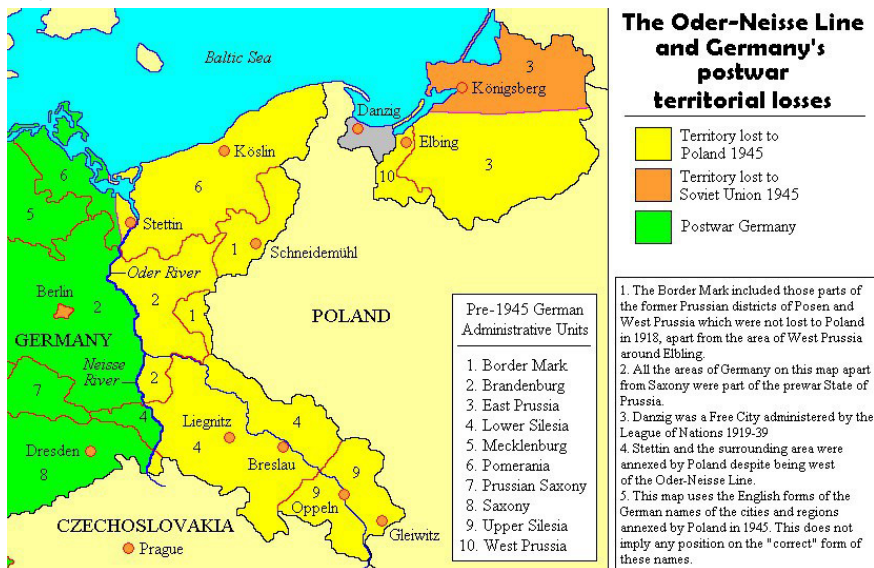 The Oder-Neisse Line
and Germany's
postwar
territorial losses
Territory lost to
Poland 1945
Territory lost to
Soviet Union 1945
Postwar Germany
Baltic Sea
3
Königsberg
Danzig
Elbing
Köslin
3
10
6
6
5
Stettin
1
Schneidemühl
Oder River
Berlin
2
2
1
POLAND
GERMANY
Neisse
River
2
7
4
Liegnitz
4
4
Dresden
Breslau
9
8
9
Oppeln
Gleiwitz
CZECHOSLOVAKIA
Prague
Pre-1945 German
Administrative Units
1. Border Mark
2. Brandenburg
3. East Prussia
4. Lower Silesia
5. Mecklenburg
6. Pomerania
7. Prussian Saxony
8. Saxony
9. Upper Silesia
10. West Prussia
1. The Border Mark included those parts of
the former Prussian districts of Posen and
West Prussia which were not lost to Poland
in 1918, apart from the area of West Prussia
around Elbling.
2. All the areas of Germany on this map apart
from Saxony were part of the prewar State of
Prussia.
3. Danzig was a Free City administered by the
League of Nations 1919-39
4. Stettin and the surrounding area were
annexed by Poland despite being west
of the Oder-Neisse Line.
5. This map uses the English forms of the
German names of the cities and regions
annexed by Poland in 1945. This does not
imply any position on the "correct" form of
these names.